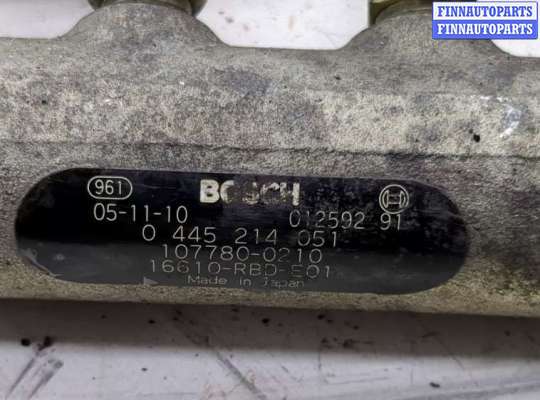 FINNAUTOPARTS
FINNAUTOPARTS
961
BOSCH
05-11-10
012592 91
0 445 214 051
107780-0210
16610-RBD-E01
Made in Japan